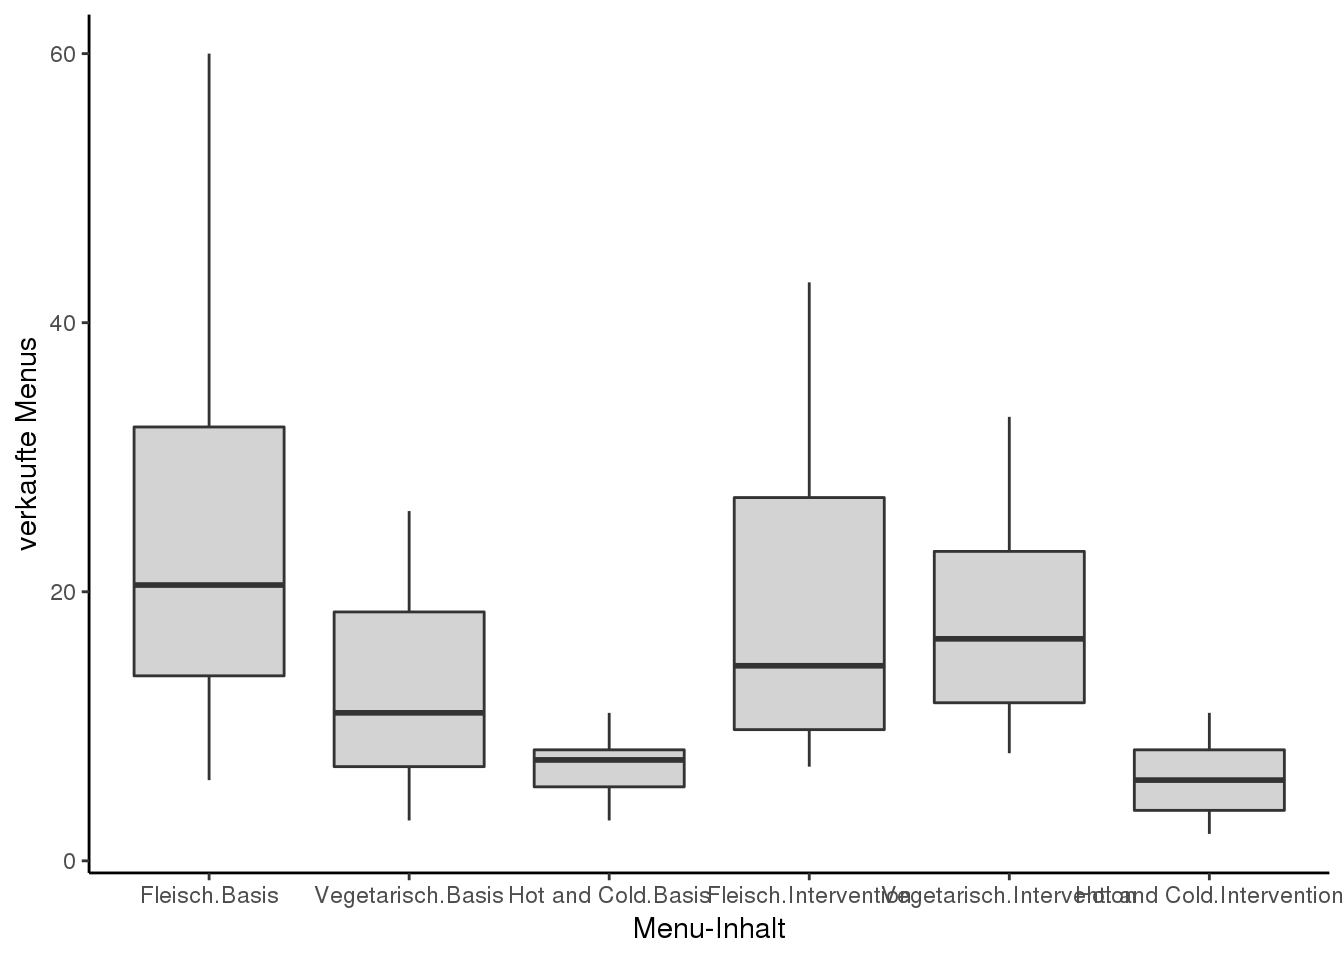 60
40
20
0
verkaufte Menus
Fleisch.Basis Vegetarisch.Basis Hot and Cold.Basis Fleisch.Intervention Vegetarisch.Intervention Hot and Cold.Intervention
Menu-Inhalt